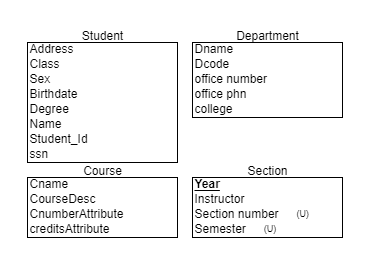 Student
Address
Class
Sex
Birthdate
Degree
Name
Student_Id
ssn
Department
Dname
Dcode
office number
office phn
college
Course
Cname
CourseDesc
CnumberAttribute
creditsAttribute
Section
Year
Instructor
Section number (U)
Semester (U)